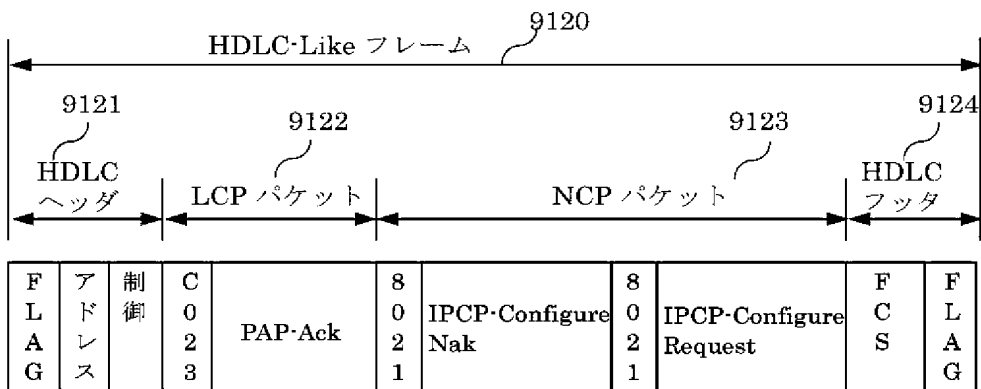 9120
HDLC-Like フレーム
9121
9122
9123
9124
HDLC
ヘッダ
LCP パケット
NCP パケット
HDLC
フッタ
FLAG
アドレス
制御
C023
PAP-Ack
8021
IPCP-Configure
Nak
8021
IPCP-Configure
Request
FCS
FLAG